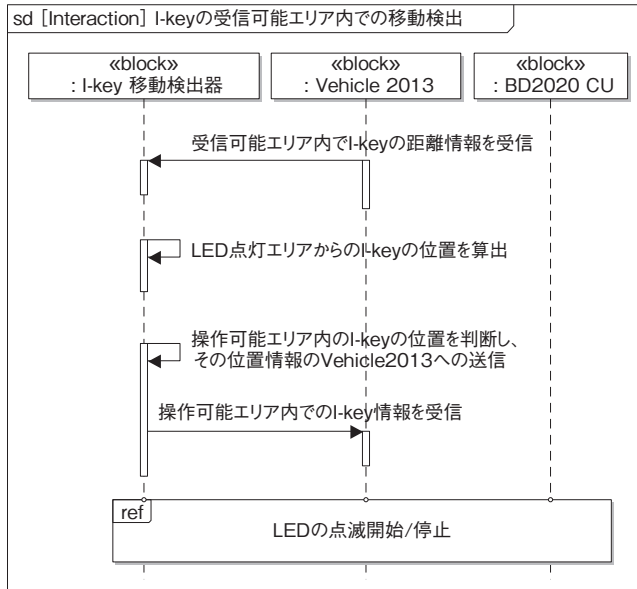 sd [Interaction] I-keyの受信可能エリア内での移動検出
«block»
: I-key 移動検出器
«block»
: Vehicle 2013
«block»
: BD2020 CU
受信可能エリア内でI-keyの距離情報を受信
LED点灯エリアからのI-keyの位置を算出
操作可能エリア内のI-keyの位置を判断し、
その位置情報のVehicle2013への送信
操作可能エリア内でのI-key情報を受信
ref
LEDの点滅開始/停止